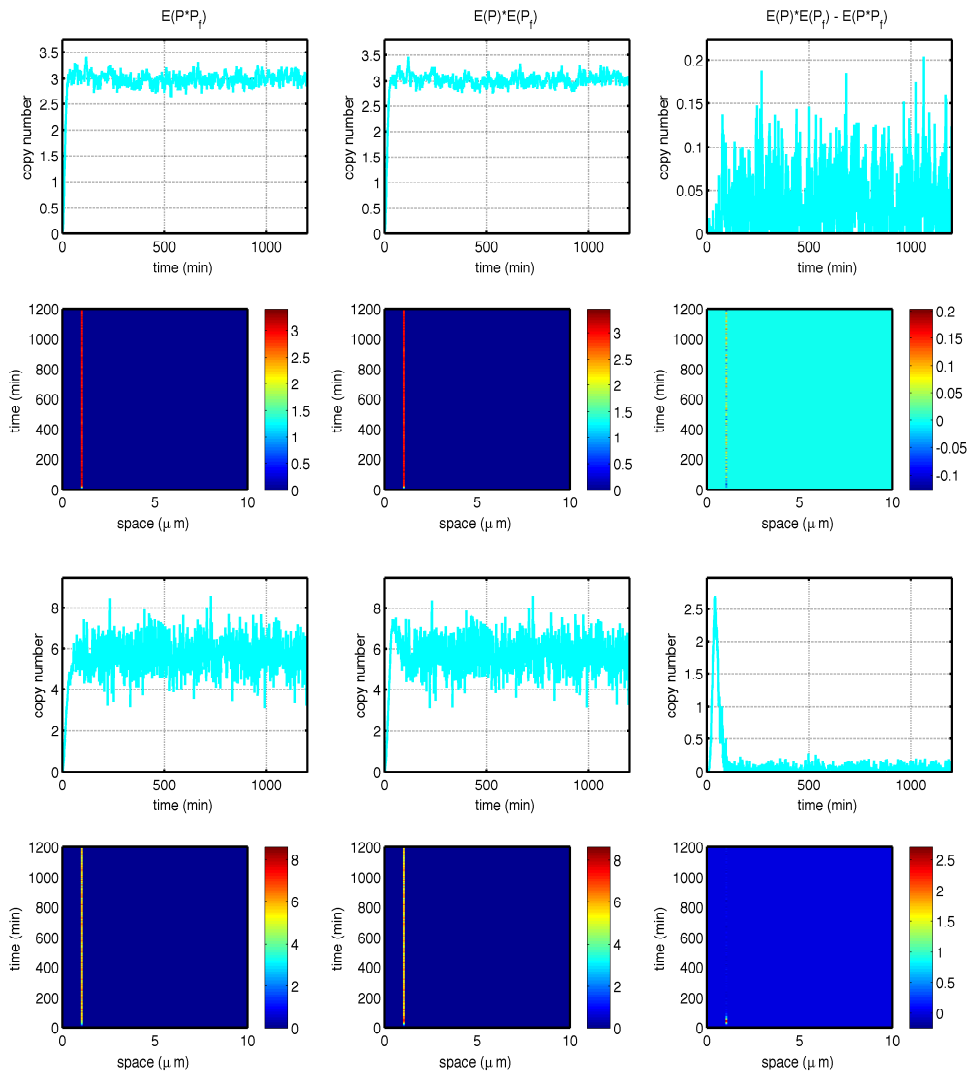 E(P*P_f) E(P)*E(P_f) E(P)*E(P_f) - E(P*P_f)
3.5 3.5 0.2
3 3
2.5 2.5 0.15
2 2
1.5 1.5 0.1
1 1 0.05
0.5 0.5
0 0 0
copy number copy number copy number
0 500 1000 0 500 1000 0 500 1000
time (min) time (min) time (min)
1200 1200 1200
1000 1000 1000
800 800 800
600 600 600
400 400 400
200 200 200
0 0 0
time (min) time (min) time (min)
3 3 0.2
2.5 2.5 0.15
2 2 0.1
1.5 1.5 0.05
1 1 0
0.5 0.5 -0.05
0 0 -0.1
0 5 10 0 5 10 0 5 10
space (μ m) space (μ m) space (μ m)
8 8 2.5
6 6 2
4 4 1.5
2 2 1
0 0 0.5
0
copy number copy number copy number
0 500 1000 0 500 1000 0 500 1000
time (min) time (min) time (min)
1200 1200 1200
1000 1000 1000
800 800 800
600 600 600
400 400 400
200 200 200
0 0 0
time (min) time (min) time (min)
8 8 2.5
6 6 2
4 4 1.5
2 2 1
0 0 0.5
0
0 5 10 0 5 10 0 5 10
space (μ m) space (μ m) space (μ m)